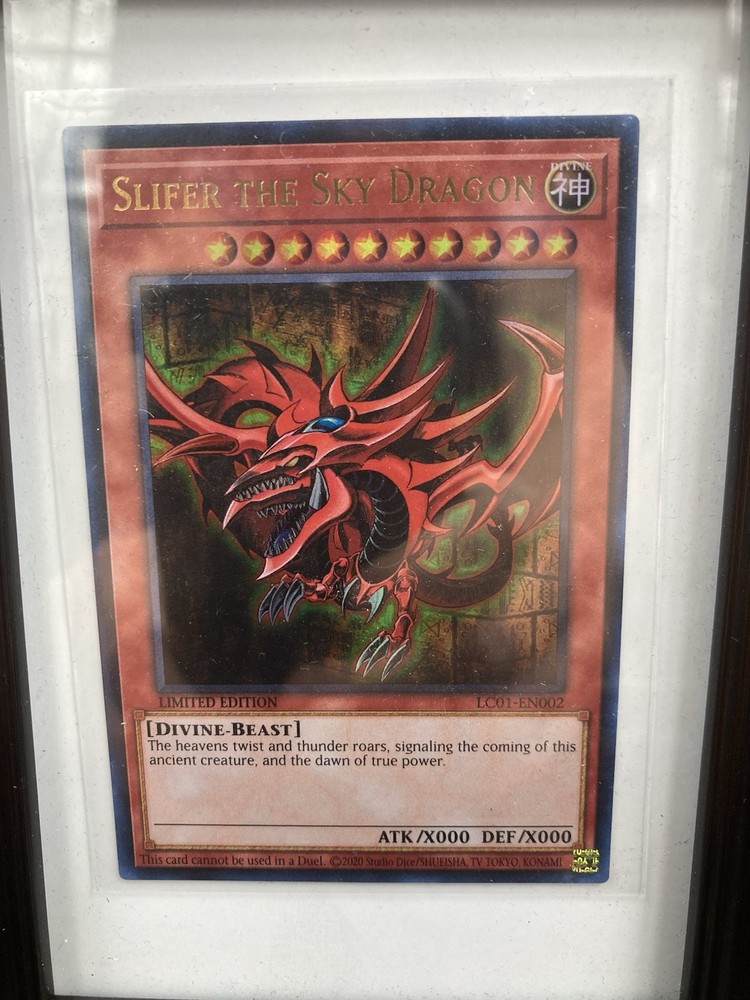 SLIFER THE SKY DRAGON
DIVINE
神
LIMITED EDITION
LC01-EN002
[DIVINE-BEAST]
The heavens twist and thunder roars, signaling the coming of this
ancient creature, and the dawn of true power.
ATK/X000 DEF/X000
This card cannot be used in a Duel. ©2020 Studio Dice/SHUEISHA, TV TOKYO, KONAMI